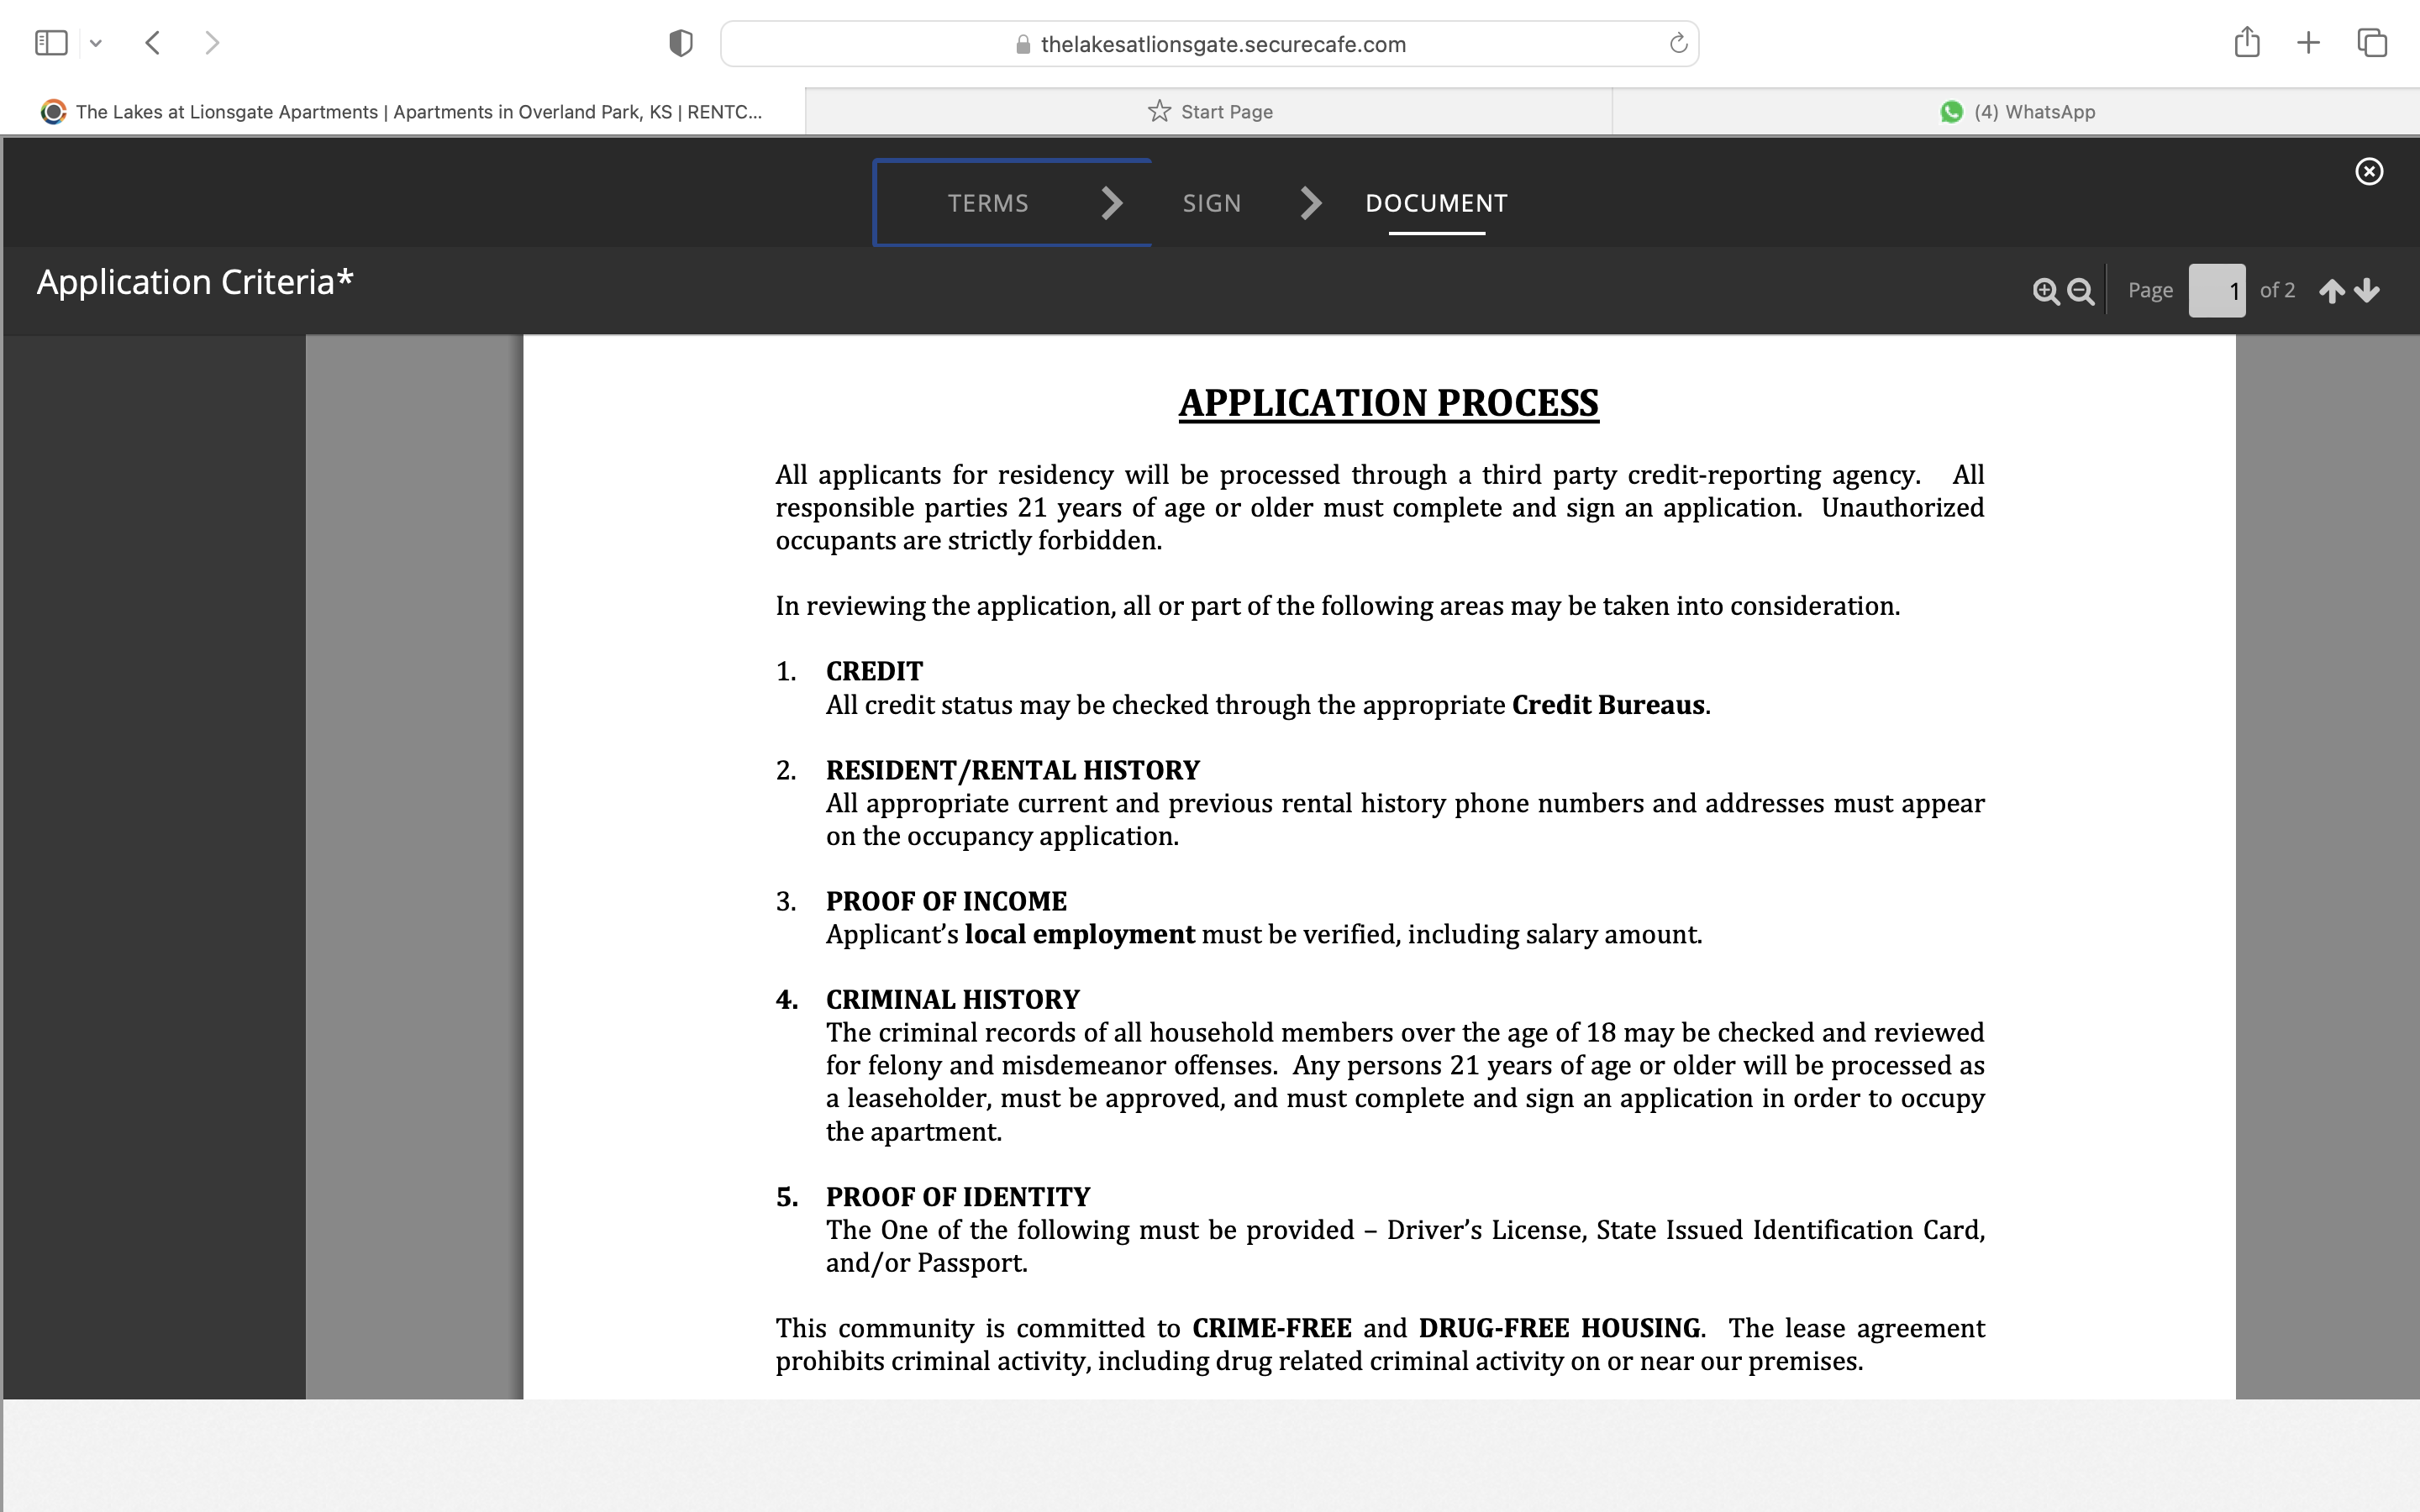 thelakesatlionsgate.securecafe.com
The Lakes at Lionsgate Apartments | Apartments in Overland Park, KS | RENTC...
Start Page
(4) WhatsApp
TERMS
SIGN
DOCUMENT
Application Criteria*
Page 1 of 2
APPLICATION PROCESS
All applicants for residency will be processed through a third party credit-reporting agency. All
responsible parties 21 years of age or older must complete and sign an application. Unauthorized
occupants are strictly forbidden.
In reviewing the application, all or part of the following areas may be taken into consideration.
1. CREDIT
All credit status may be checked through the appropriate Credit Bureaus.
2. RESIDENT/RENTAL HISTORY
All appropriate current and previous rental history phone numbers and addresses must appear
on the occupancy application.
3. PROOF OF INCOME
Applicant’s local employment must be verified, including salary amount.
4. CRIMINAL HISTORY
The criminal records of all household members over the age of 18 may be checked and reviewed
for felony and misdemeanor offenses. Any persons 21 years of age or older will be processed as
a leaseholder, must be approved, and must complete and sign an application in order to occupy
the apartment.
5. PROOF OF IDENTITY
The One of the following must be provided – Driver’s License, State Issued Identification Card,
and/or Passport.
This community is committed to CRIME-FREE and DRUG-FREE HOUSING. The lease agreement
prohibits criminal activity, including drug related criminal activity on or near our premises.